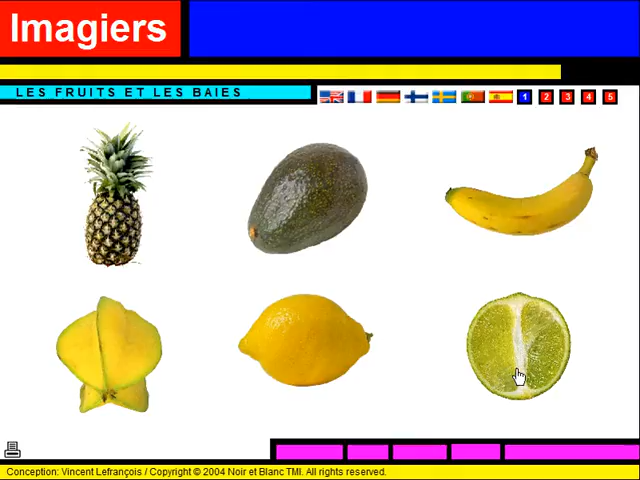 Imagiers
LES FRUITS ET LES BAIES
1 2 3 4 5
Conception: Vincent Lefrançois / Copyright © 2004 Noir et Blanc TMI. All rights reserved.